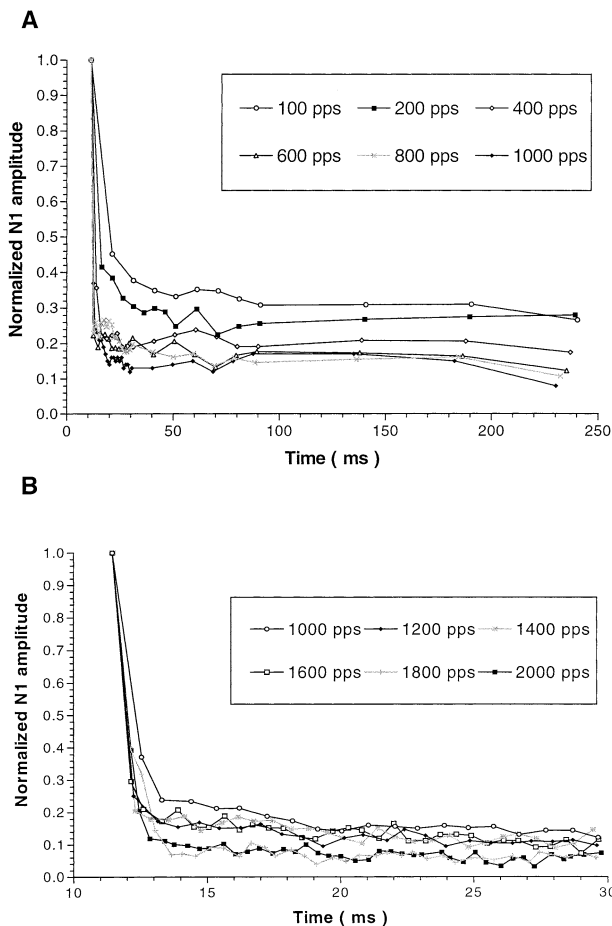 A
Normalized N1 amplitude
1.0
0.9
0.8
0.7
0.6
0.5
0.4
0.3
0.2
0.1
0.0
100 pps 200 pps 400 pps
600 pps 800 pps 1000 pps
0 50 100 150 200 250
Time ( ms )
B
Normalized N1 amplitude
1.0
0.9
0.8
0.7
0.6
0.5
0.4
0.3
0.2
0.1
0.0
1000 pps 1200 pps 1400 pps
1600 pps 1800 pps 2000 pps
10 15 20 25 30
Time ( ms )